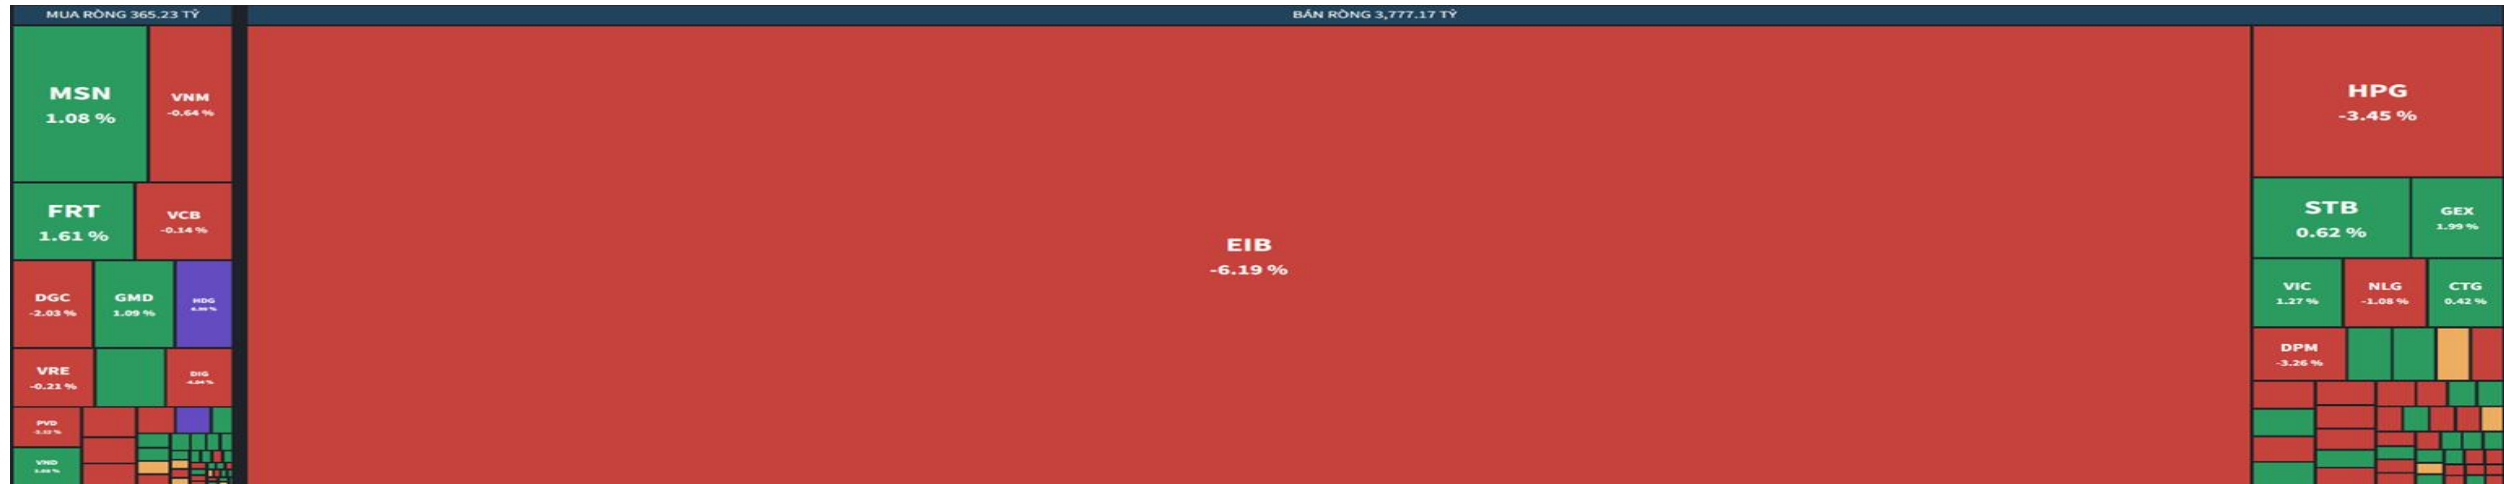 MUA RÒNG 365.23 TỶ
BÁN RÒNG 3,777.17 TỶ
MSN
1.08 %
VNM
-0.64 %
FRT
1.61 %
VCB
-0.14 %
DGC
-2.03 %
GMD
1.09 %
HDG
VRE
-0.21 %
DIG
PVD
VND
EIB
-6.19 %
HPG
-3.45 %
STB
0.62 %
GEX
1.99 %
VIC
1.27 %
NLG
-1.08 %
CTG
0.42 %
DPM
-3.26 %